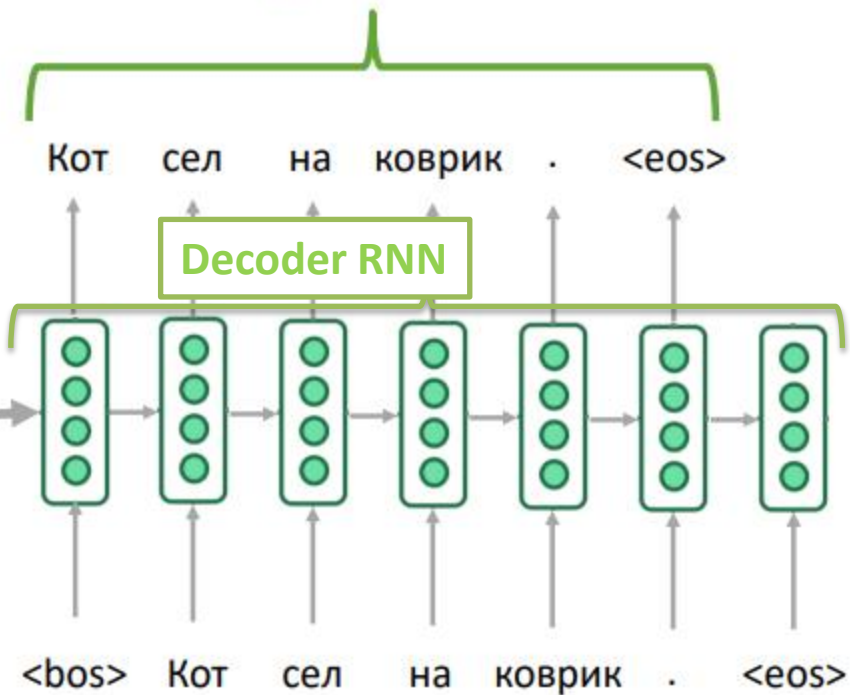 Кот сел на коврик . <eos>
Decoder RNN
<bos> Кот сел на коврик . <eos>